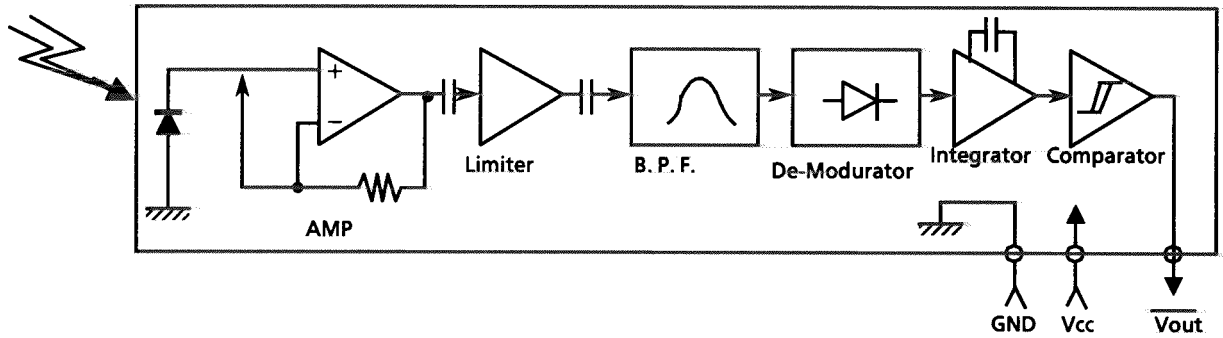 +
−
AMP
Limiter
B. P. F.
De-Modurator
Integrator
Comparator
GND
Vcc
Vout